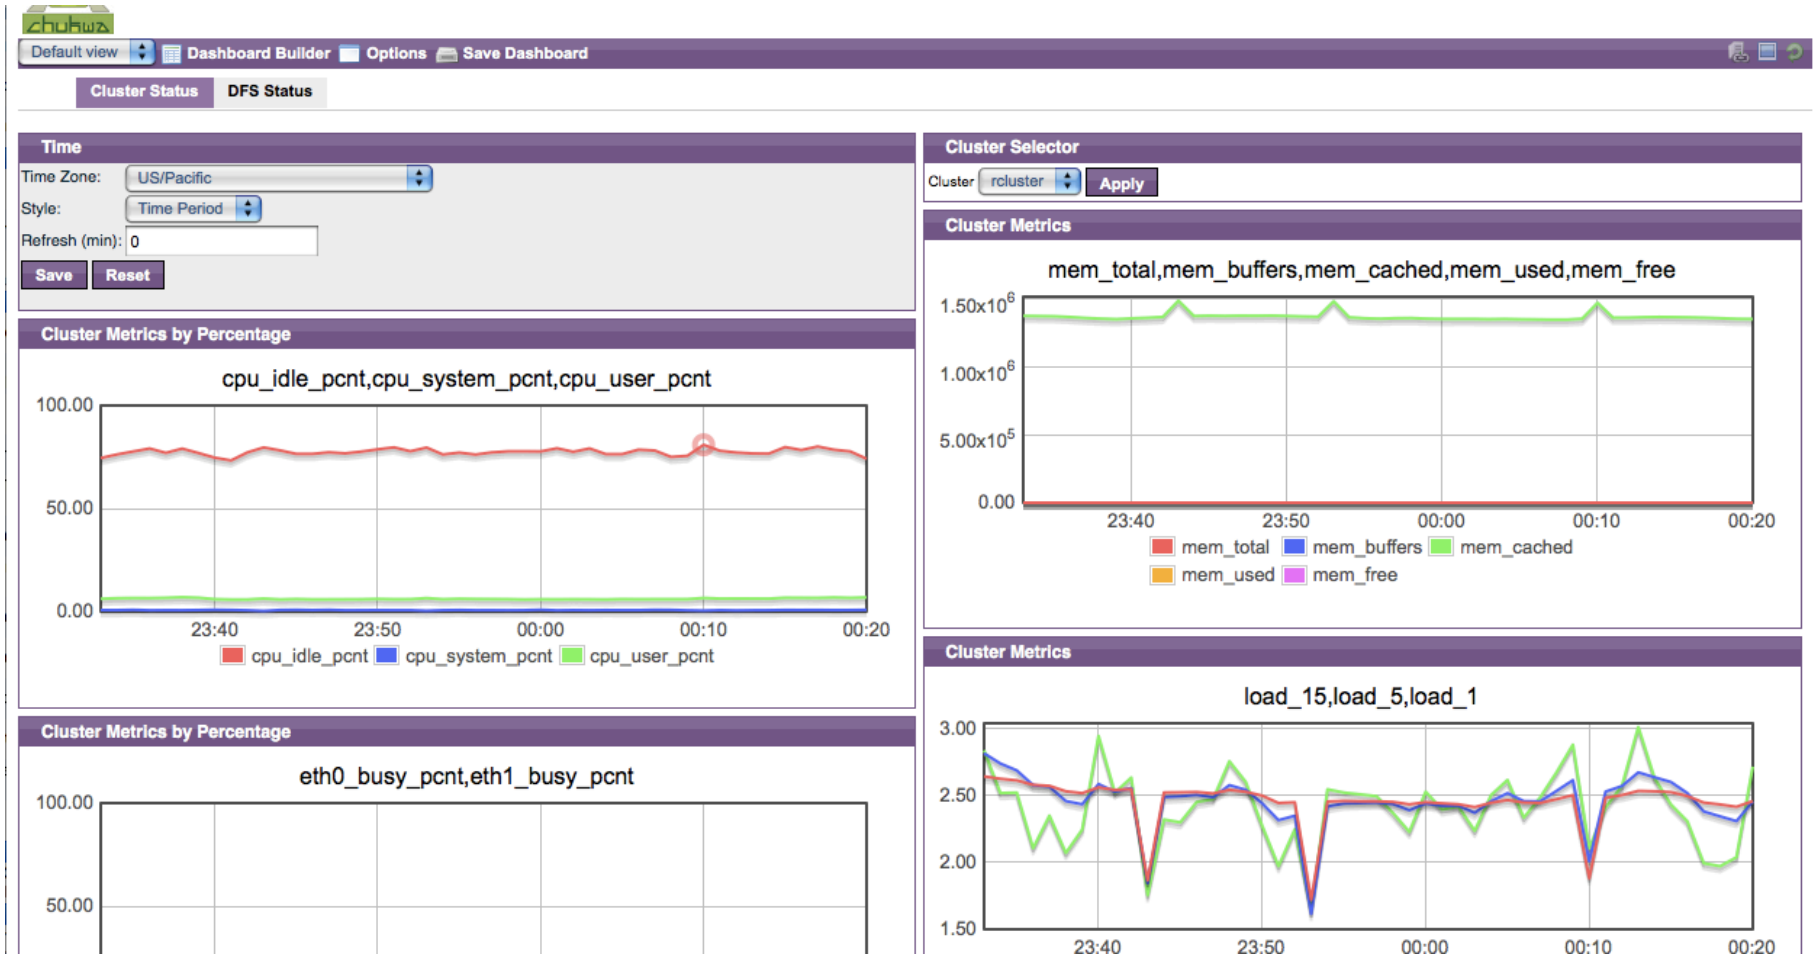 chukwa
Default view Dashboard Builder Options Save Dashboard
Cluster Status DFS Status
Time
Time Zone: US/Pacific
Style: Time Period
Refresh (min): 0
Save Reset
Cluster Metrics by Percentage
cpu_idle_pcnt,cpu_system_pcnt,cpu_user_pcnt
100.00
50.00
0.00
23:40 23:50 00:00 00:10 00:20
cpu_idle_pcnt cpu_system_pcnt cpu_user_pcnt
Cluster Metrics by Percentage
eth0_busy_pcnt,eth1_busy_pcnt
100.00
50.00
Cluster Selector
Cluster rcluster Apply
Cluster Metrics
mem_total,mem_buffers,mem_cached,mem_used,mem_free
1.50x10⁶
1.00x10⁶
5.00x10⁵
0.00
23:40 23:50 00:00 00:10 00:20
mem_total mem_buffers mem_cached
mem_used mem_free
Cluster Metrics
load_15,load_5,load_1
3.00
2.50
2.00
1.50
23:40 23:50 00:00 00:10 00:20